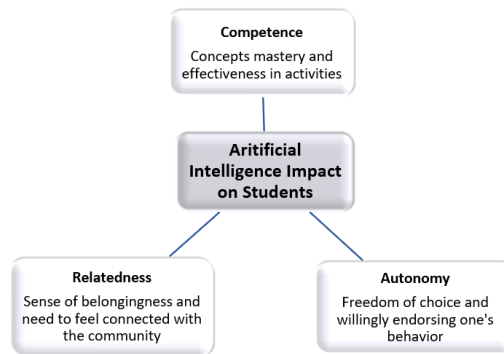 Competence
Concepts mastery and
effectiveness in activities
Aritificial
Intelligence Impact
on Students
Relatedness
Sense of belongingness and
need to feel connected with
the community
Autonomy
Freedom of choice and
willingly endorsing one's
behavior